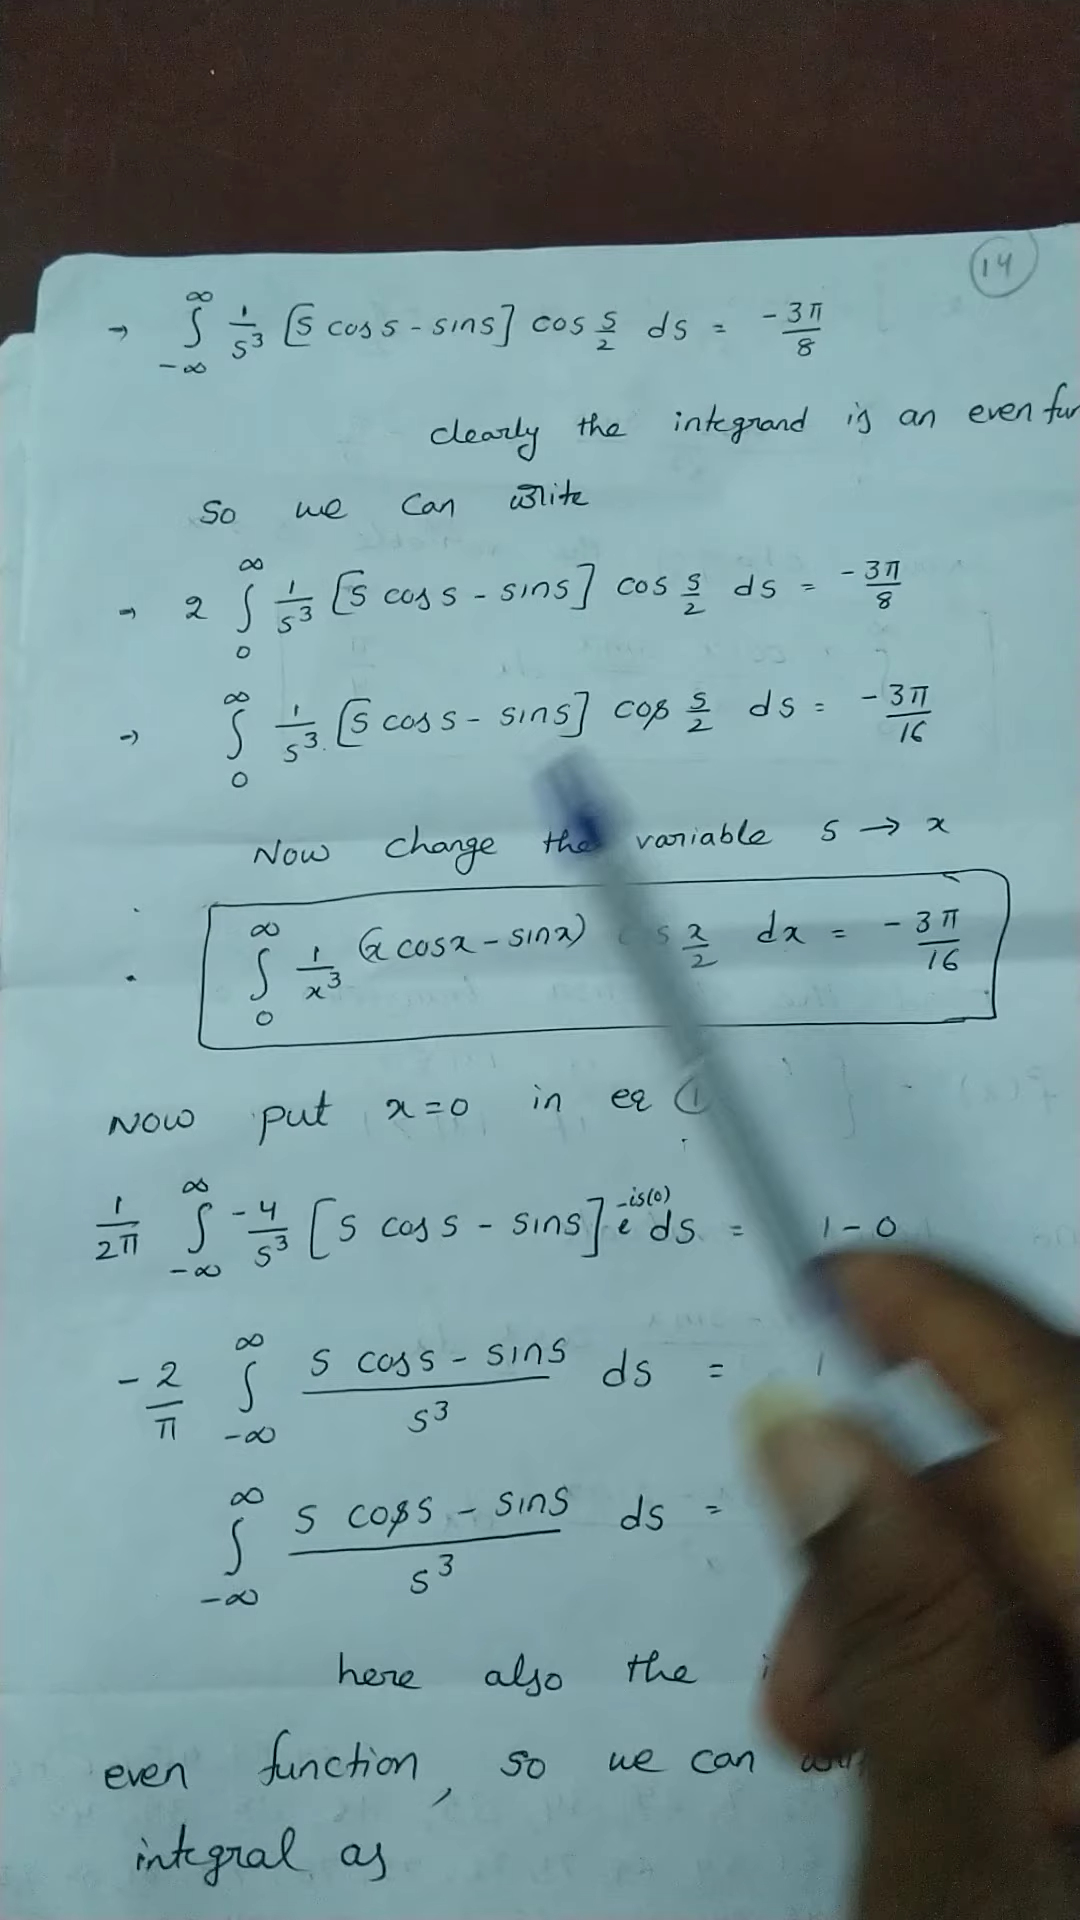 14
→ ∫_{-∞}^{∞} 1/s³ [s cos s - sin s] cos s/2 ds = -3π/8
clearly the integrand is an even fun
So we can write
→ 2 ∫_0^∞ 1/s³ [s cos s - sin s] cos s/2 ds = -3π/8
→ ∫_0^∞ 1/s³ [s cos s - sin s] cos s/2 ds = -3π/16
Now change the variable s → x
∴ ∫_0^∞ 1/x³ (x cos x - sin x) s x/2 dx = -3π/16
Now put x=0 in eq ①
1/2π ∫_{-∞}^{∞} -4/s³ [s cos s - sin s] e^{-is(0)} ds = 1-0
-2/π ∫_{-∞}^{∞} (s cos s - sin s)/s³ ds = 1
∫_{-∞}^{∞} (s cos s - sin s)/s³ ds =
here also the
even function, so we can
integral as